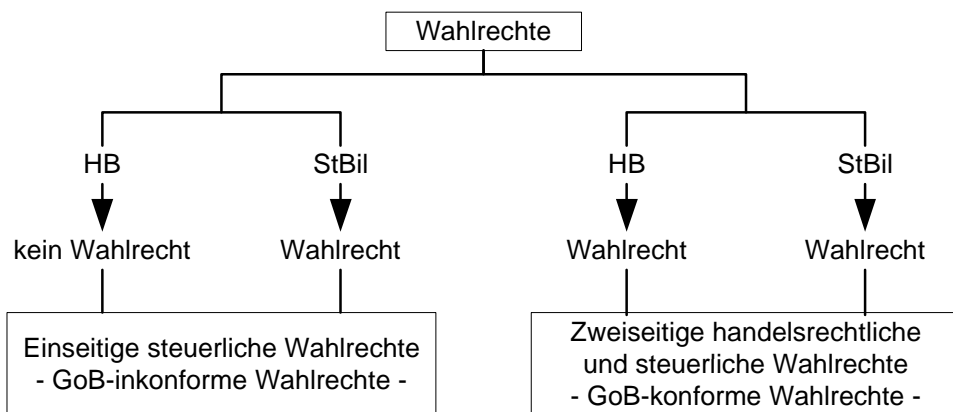 Wahlrechte
HB
StBil
HB
StBil
kein Wahlrecht
Wahlrecht
Wahlrecht
Wahlrecht
Einseitige steuerliche Wahlrechte
- GoB-inkonforme Wahlrechte -
Zweiseitige handelsrechtliche
und steuerliche Wahlrechte
- GoB-konforme Wahlrechte -